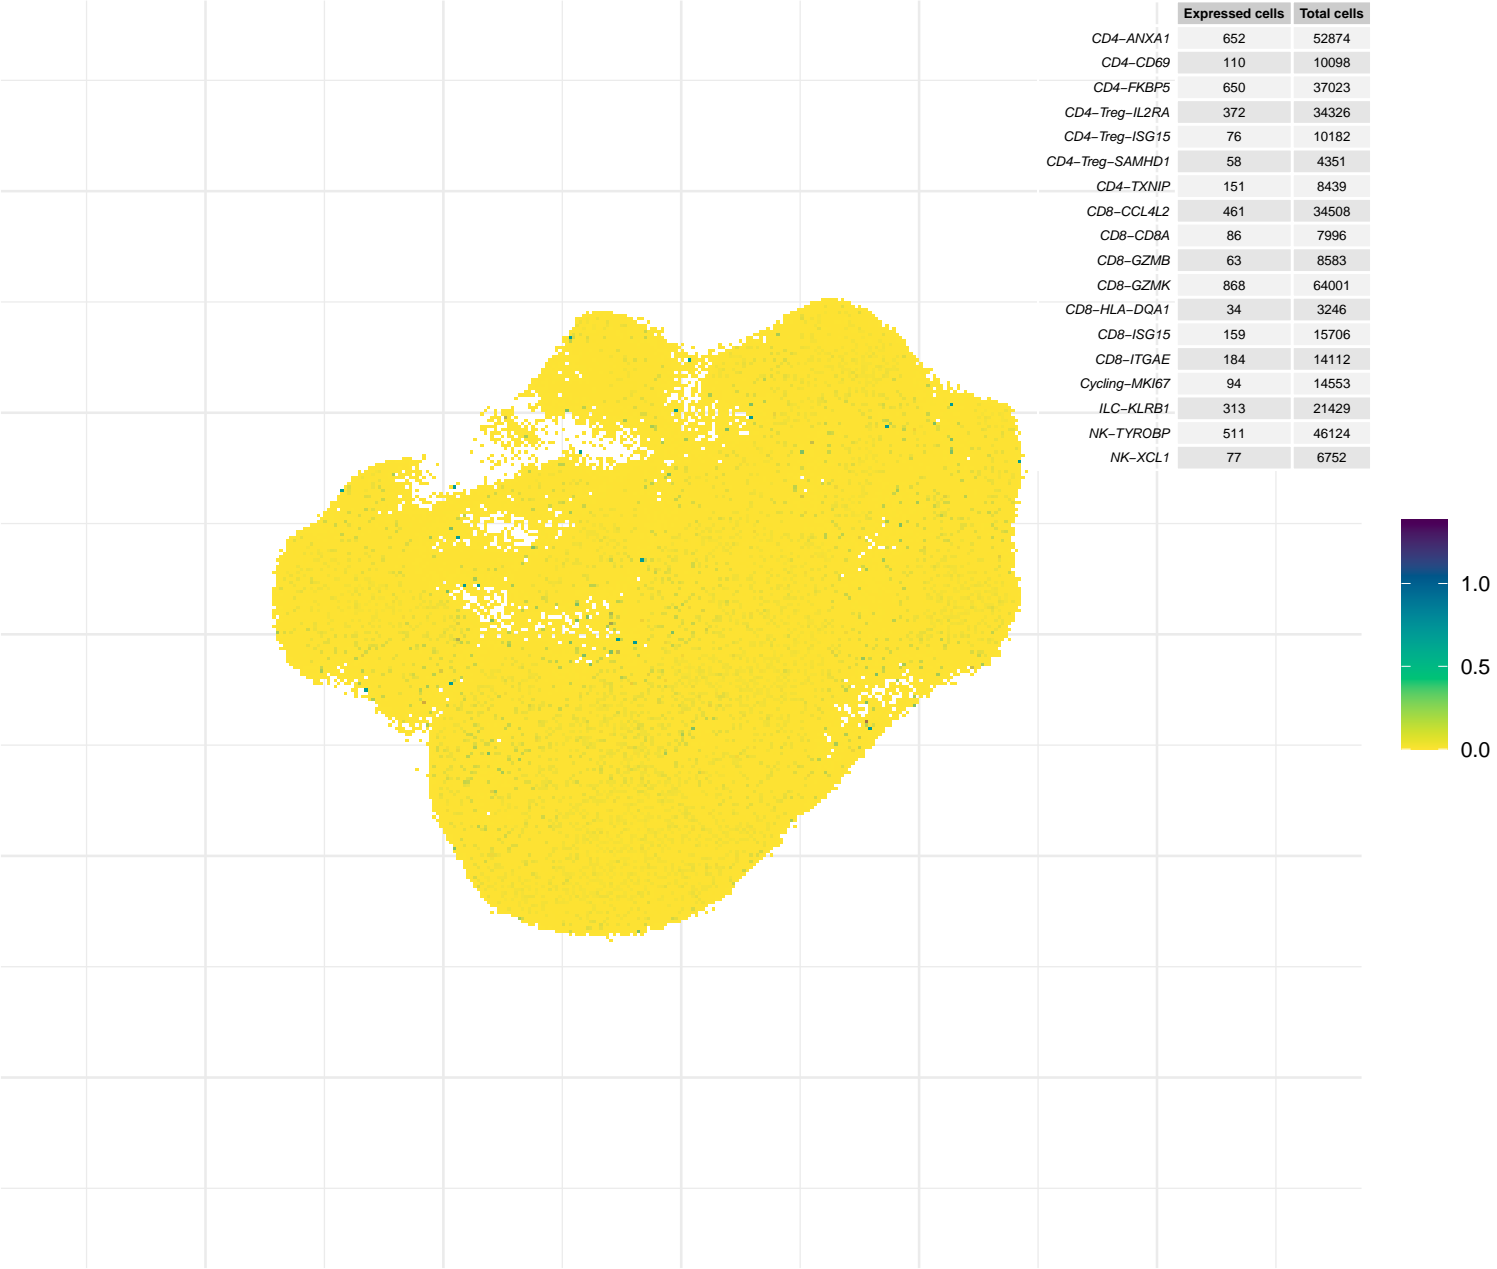 Expressed cells Total cells
CD4−ANXA1 652 52874
CD4−CD69 110 10098
CD4−FKBP5 650 37023
CD4−Treg−IL2RA 372 34326
CD4−Treg−ISG15 76 10182
CD4−Treg−SAMHD1 58 4351
CD4−TXNIP 151 8439
CD8−CCL4L2 461 34508
CD8−CD8A 86 7996
CD8−GZMB 63 8583
CD8−GZMK 868 64001
CD8−HLA−DQA1 34 3246
CD8−ISG15 159 15706
CD8−ITGAE 184 14112
Cycling−MKI67 94 14553
ILC−KLRB1 313 21429
NK−TYROBP 511 46124
NK−XCL1 77 6752
1.0
0.5
0.0